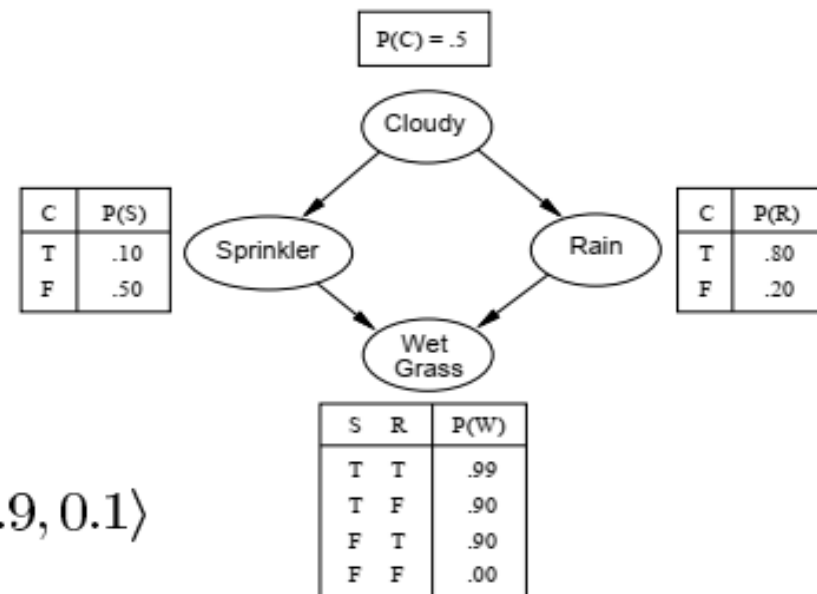 P(C) = .5
Cloudy
C P(S)
T .10
F .50
Sprinkler
Rain
C P(R)
T .80
F .20
Wet
Grass
S R P(W)
T T .99
T F .90
F T .90
F F .00
.9, 0.1⟩